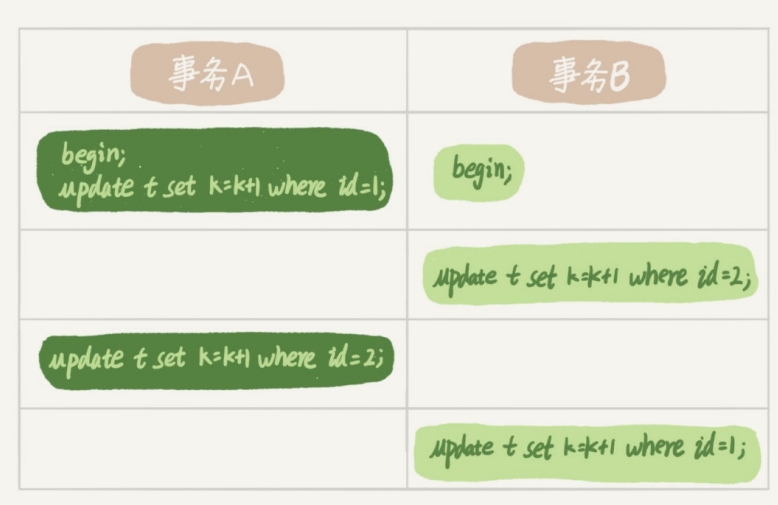 事务A
事务B
begin;
update t set k=k+1 where id=1;
begin;
update t set k=k+1 where id=2;
update t set k=k+1 where id=2;
update t set k=k+1 where id=1;